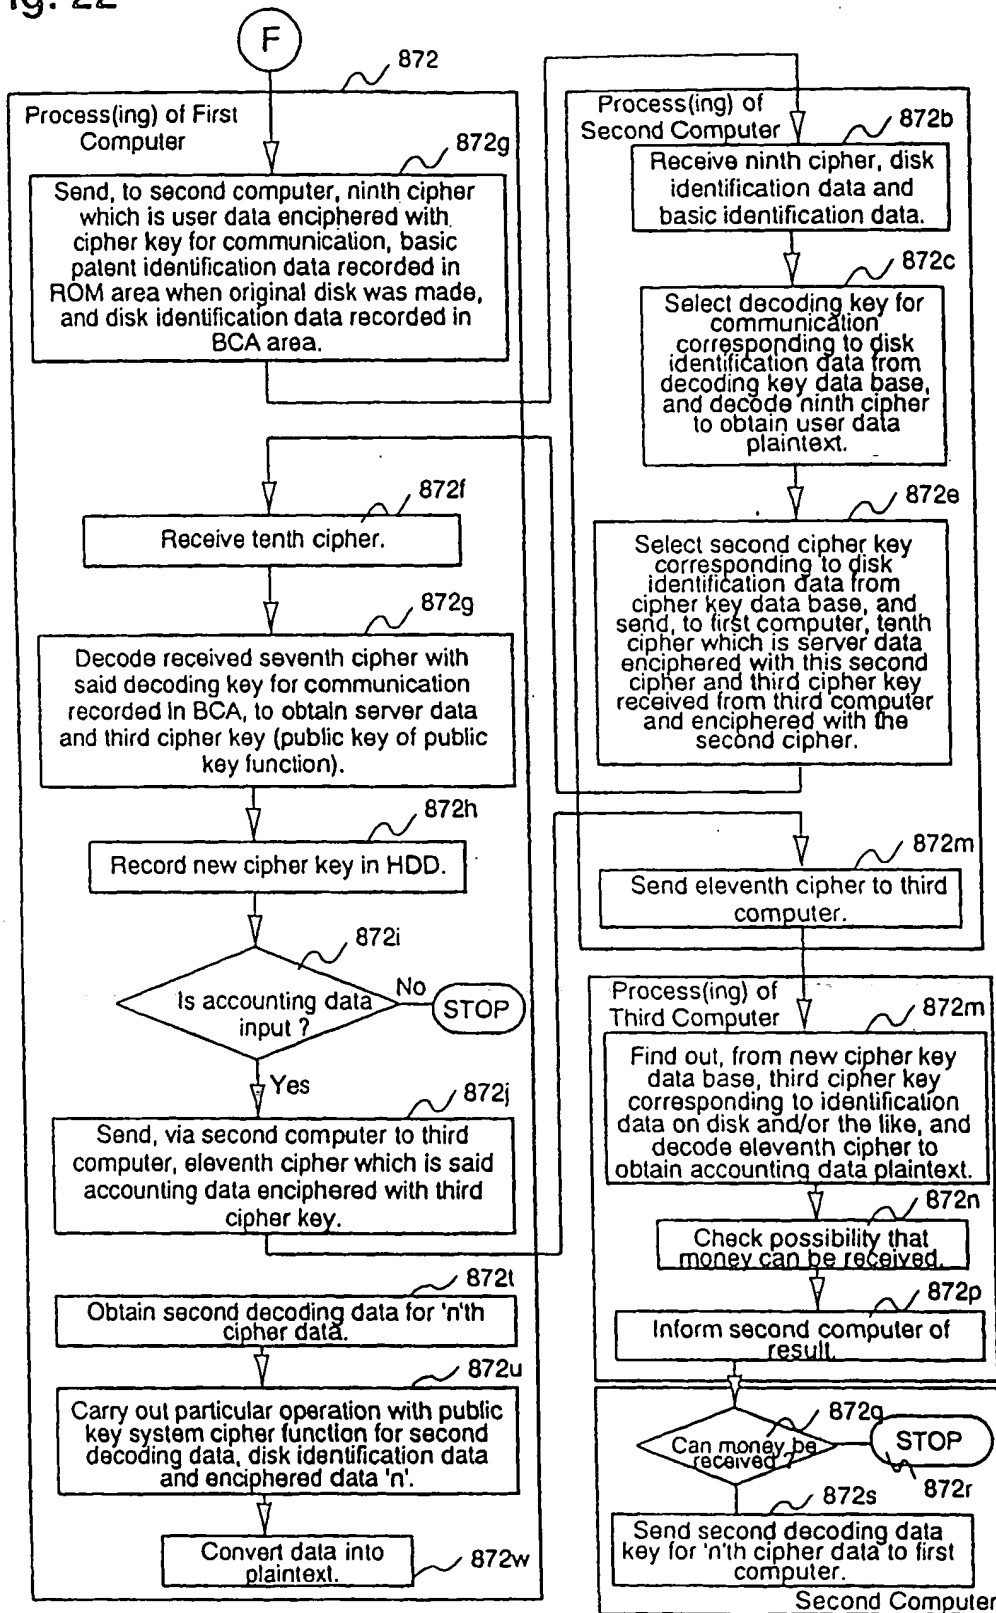 Fig. 22
F
872
Process(ing) of First
Computer
872g
Send, to second computer, ninth cipher
which is user data enciphered with
cipher key for communication, basic
patent identification data recorded in
ROM area when original disk was made,
and disk identification data recorded in
BCA area.
872f
Receive tenth cipher.
872g
Decode received seventh cipher with
said decoding key for communication
recorded in BCA, to obtain server data
and third cipher key (public key of public
key function).
872h
Record new cipher key in HDD.
872i
Is accounting data
input ?
No
STOP
Yes
872j
Send, via second computer to third
computer, eleventh cipher which is said
accounting data enciphered with third
cipher key.
872t
Obtain second decoding data for 'n'th
cipher data.
872u
Carry out particular operation with public
key system cipher function for second
decoding data, disk identification data
and enciphered data 'n'.
Convert data into
plaintext.
872w
Process(ing) of
Second Computer
872b
Receive ninth cipher, disk
identification data and
basic identification data.
872c
Select decoding key for
communication
corresponding to disk
identification data from
decoding key data base,
and decode ninth cipher
to obtain user data
plaintext.
872e
Select second cipher key
corresponding to disk
identification data from
cipher key data base, and
send, to first computer, tenth
cipher which is server data
enciphered with this second
cipher and third cipher key
received from third computer
and enciphered with the
second cipher.
872m
Send eleventh cipher to third
computer.
Process(ing) of
Third Computer
872m
Find out, from new cipher key
data base, third cipher key
corresponding to identification
data on disk and/or the like, and
decode eleventh cipher to
obtain accounting data plaintext.
872n
Check possibility that
money can be received.
872p
Inform second computer of
result.
872q
Can money be
received ?
STOP
872r
872s
Send second decoding data
key for 'n'th cipher data to first
computer.
Second Computer